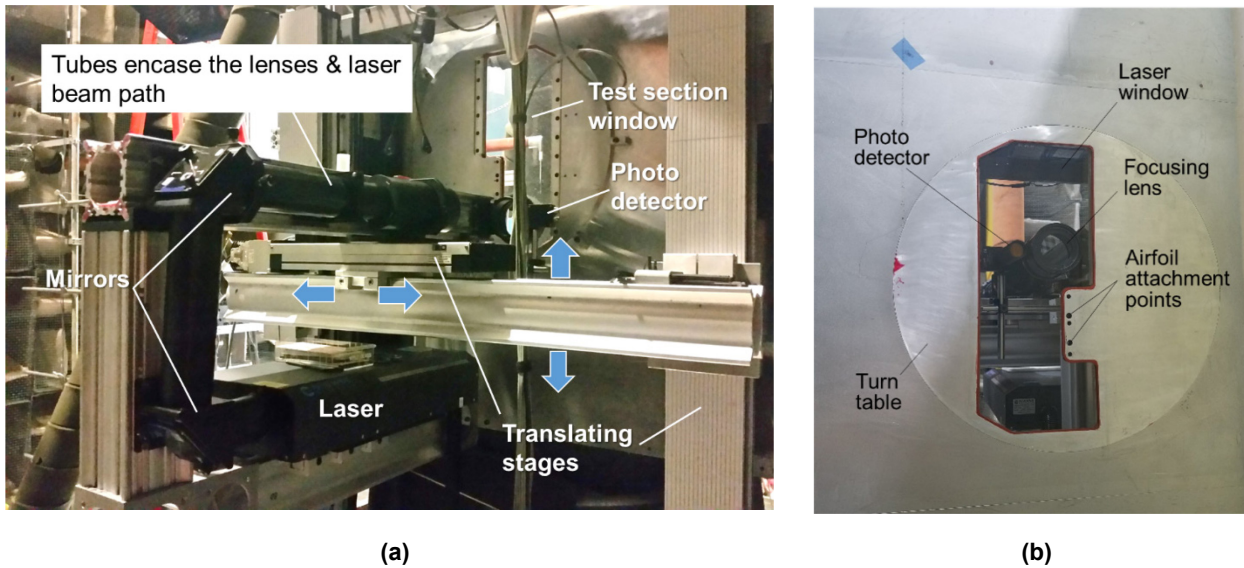 Tubes encase the lenses & laser
beam path
Test section
window
Photo
detector
Mirrors
Laser
Translating
stages
(a)
Laser
window
Photo
detector
Focusing
lens
Airfoil
attachment
points
Turn
table
(b)